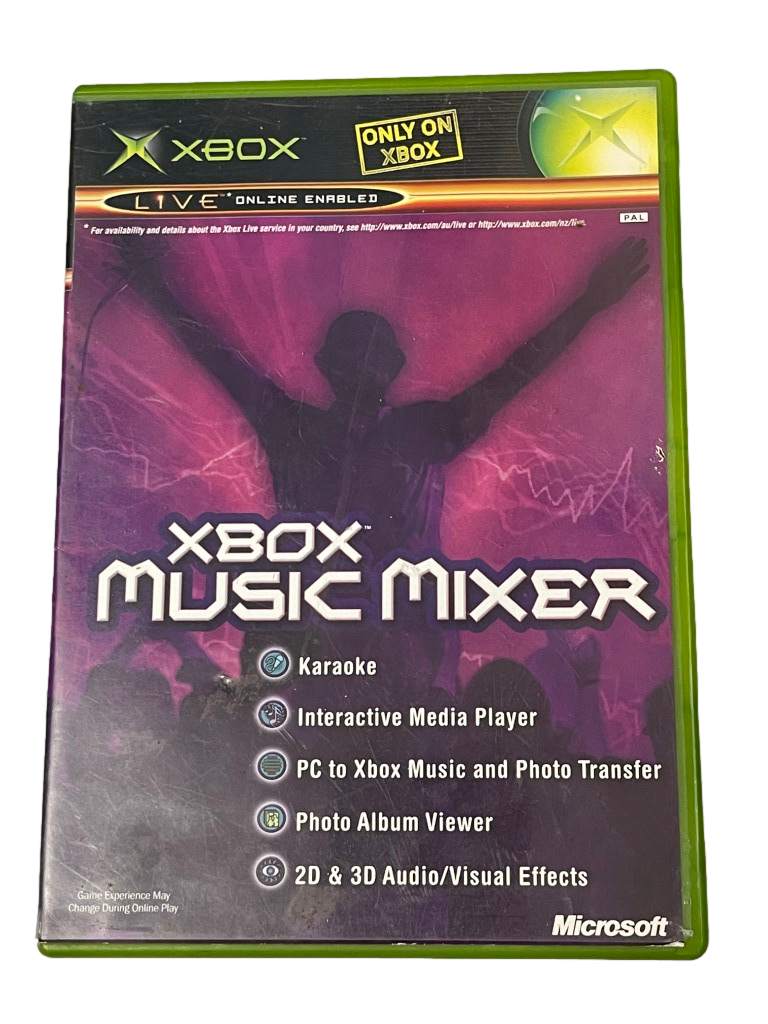 XBOX
ONLY ON
XBOX
LIVE™* ONLINE ENABLED
* For availability and details about the Xbox Live service in your country, see http://www.xbox.com/au/live or http://www.xbox.com/nz/live
PAL
XBOX™
MUSIC MIXER
Karaoke
Interactive Media Player
PC to Xbox Music and Photo Transfer
Photo Album Viewer
2D & 3D Audio/Visual Effects
Game Experience May
Change During Online Play
Microsoft